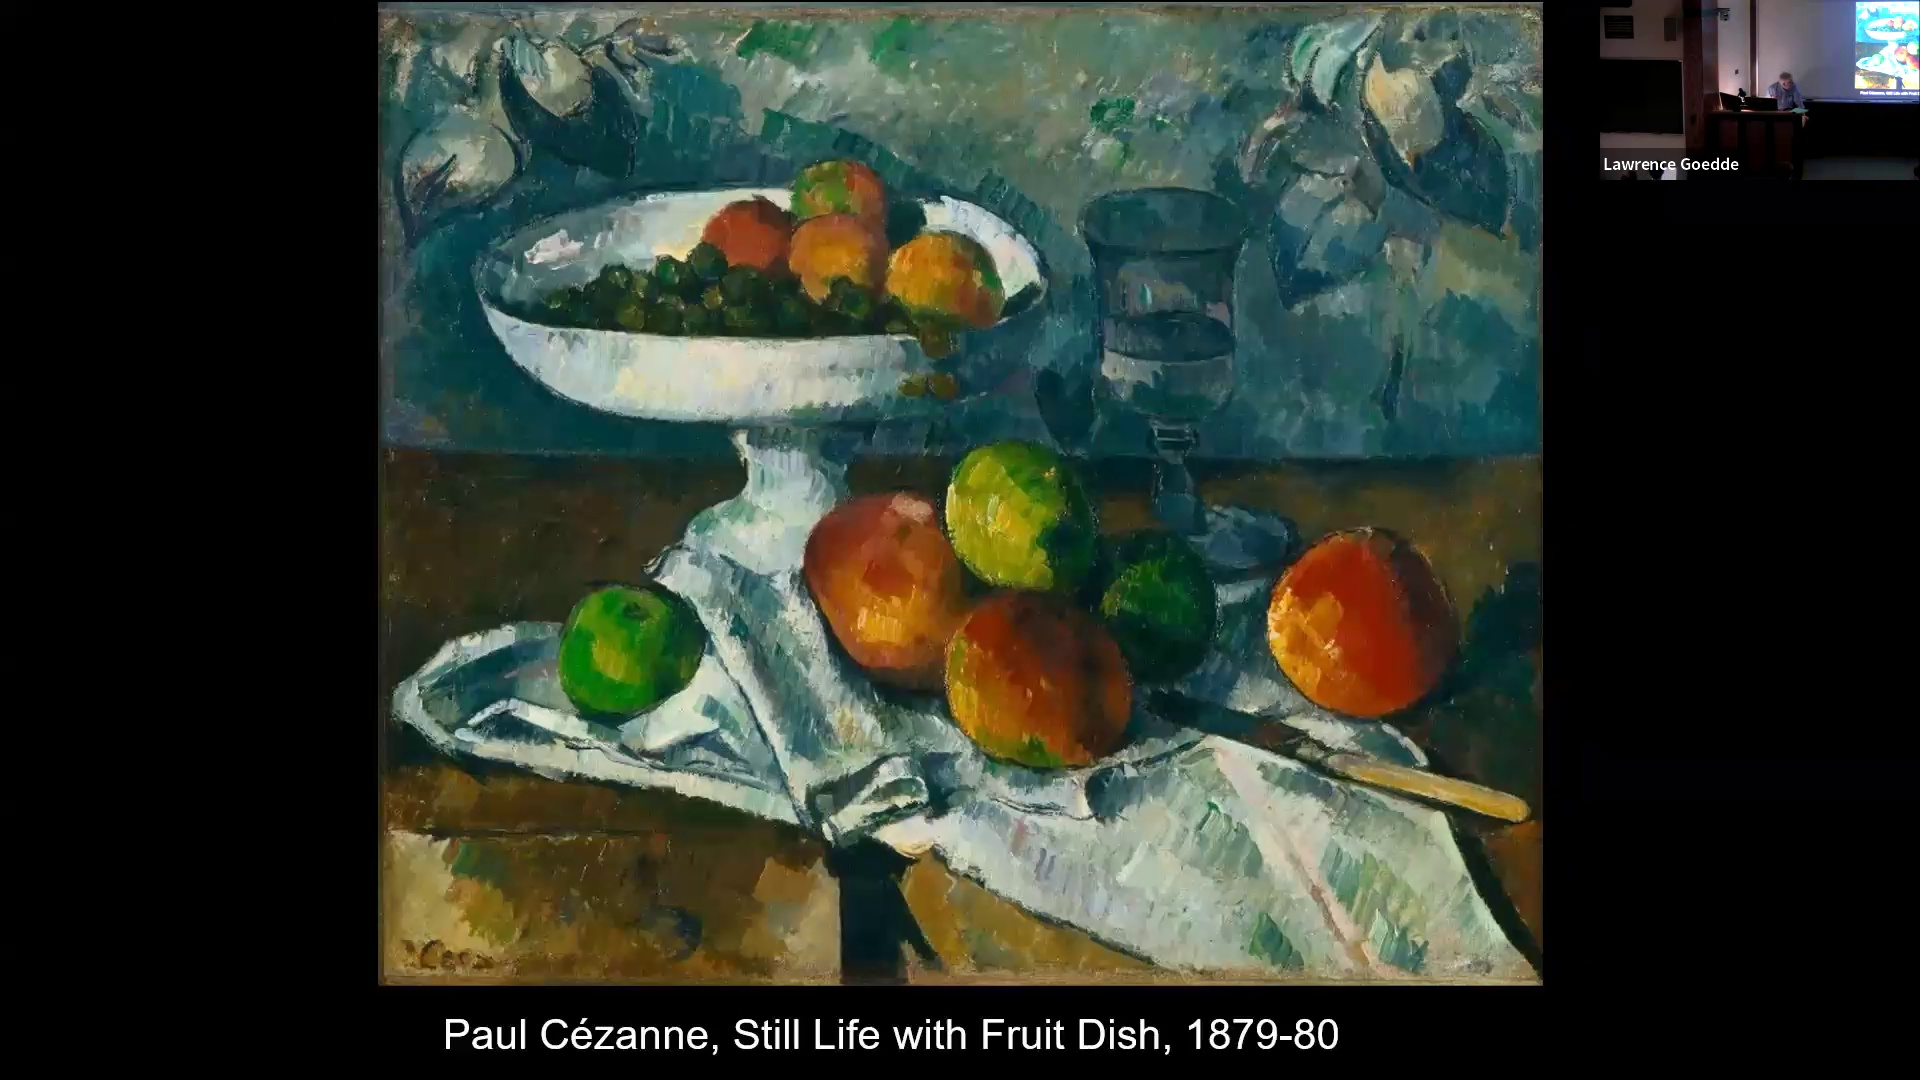 Lawrence Goedde
Paul Cézanne, Still Life with Fruit Dish, 1879-80